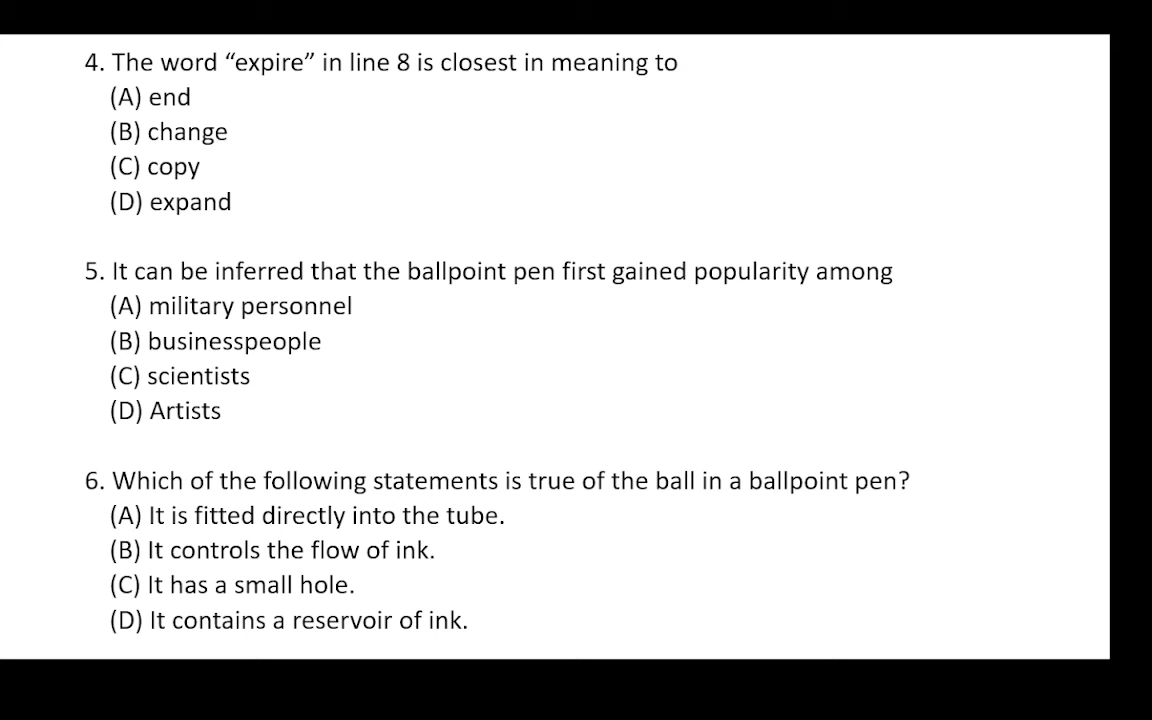 4. The word “expire” in line 8 is closest in meaning to
(A) end
(B) change
(C) copy
(D) expand
5. It can be inferred that the ballpoint pen first gained popularity among
(A) military personnel
(B) businesspeople
(C) scientists
(D) Artists
6. Which of the following statements is true of the ball in a ballpoint pen?
(A) It is fitted directly into the tube.
(B) It controls the flow of ink.
(C) It has a small hole.
(D) It contains a reservoir of ink.